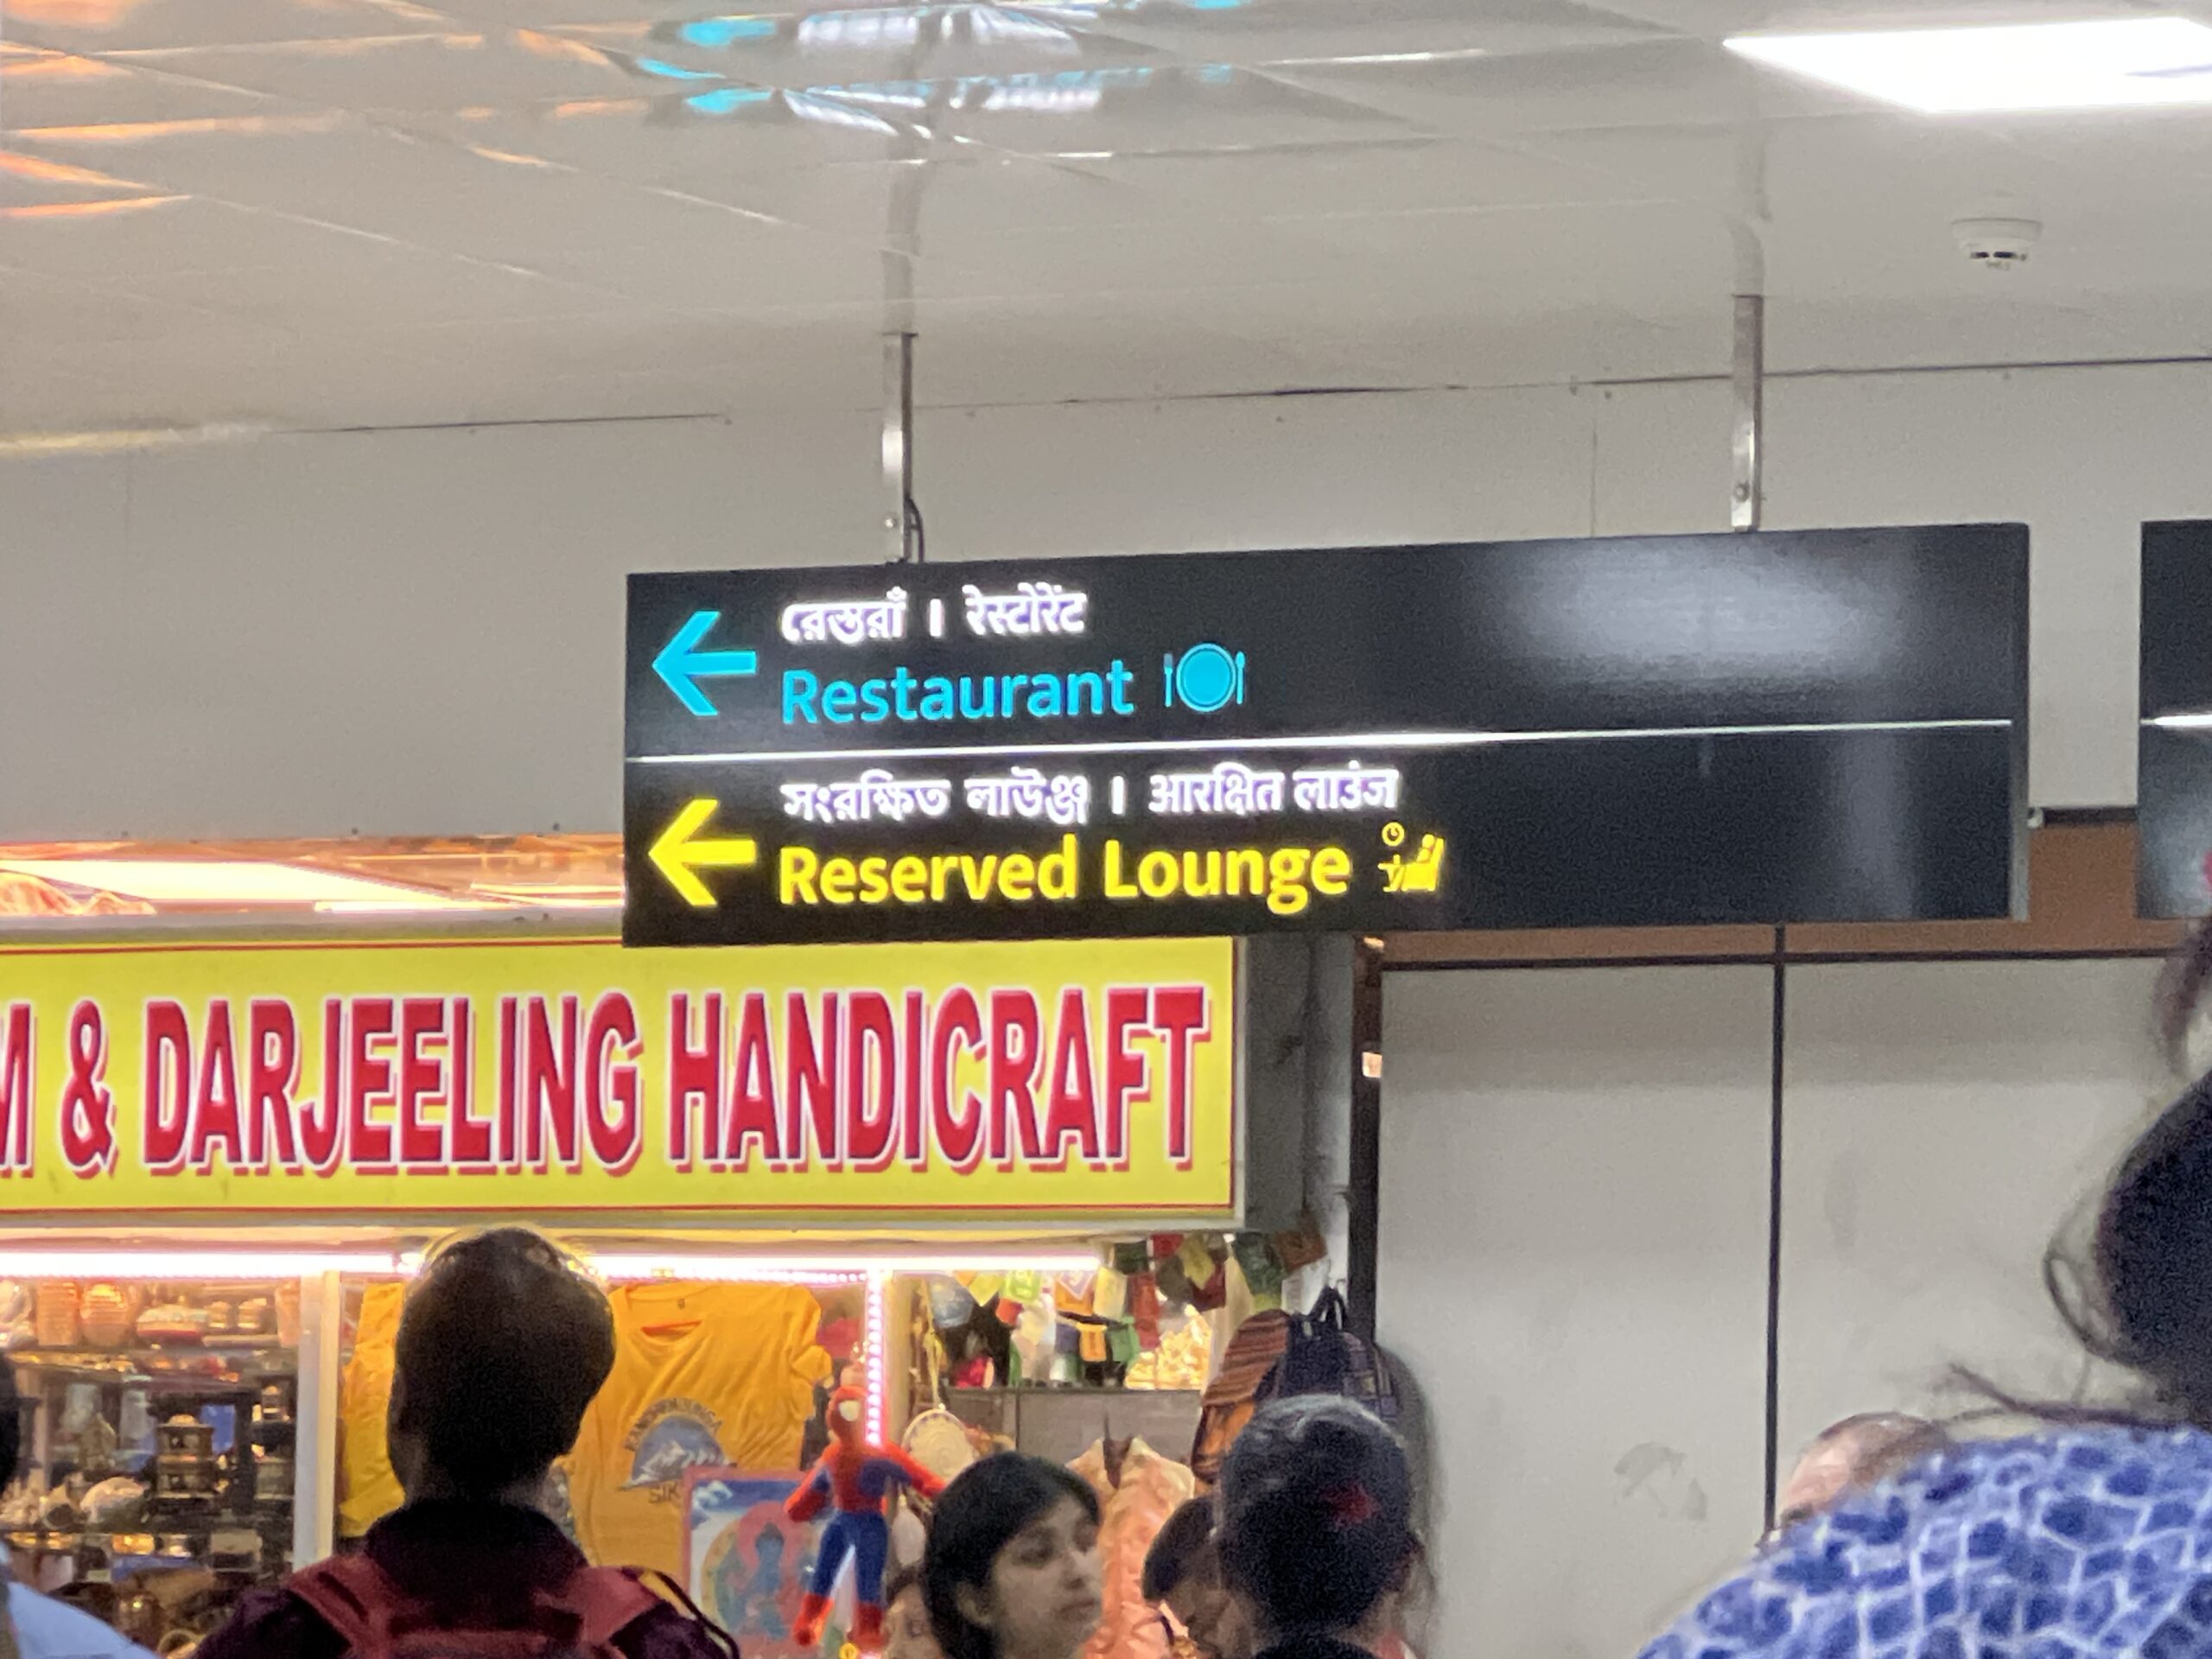 রেস্তরাঁ । रेस्टोरेंट
Restaurant
সংরক্ষিত লাউঞ্জ । आरक्षित लाउंज
Reserved Lounge
& DARJEELING HANDICRAFT